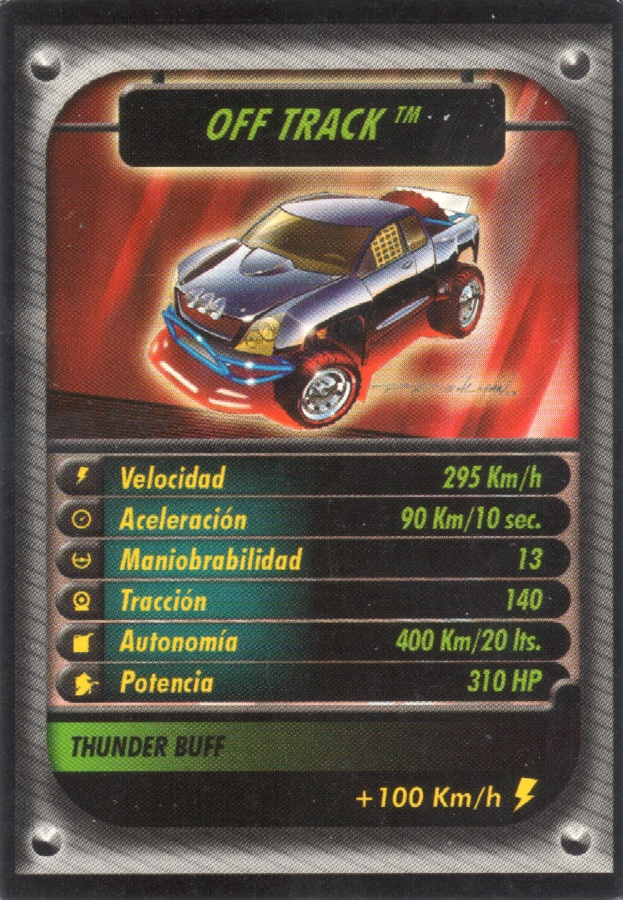 OFF TRACK ™
Velocidad 295 Km/h
Aceleración 90 Km/10 sec.
Maniobrabilidad 13
Tracción 140
Autonomía 400 Km/20 lts.
Potencia 310 HP
THUNDER BUFF
+100 Km/h